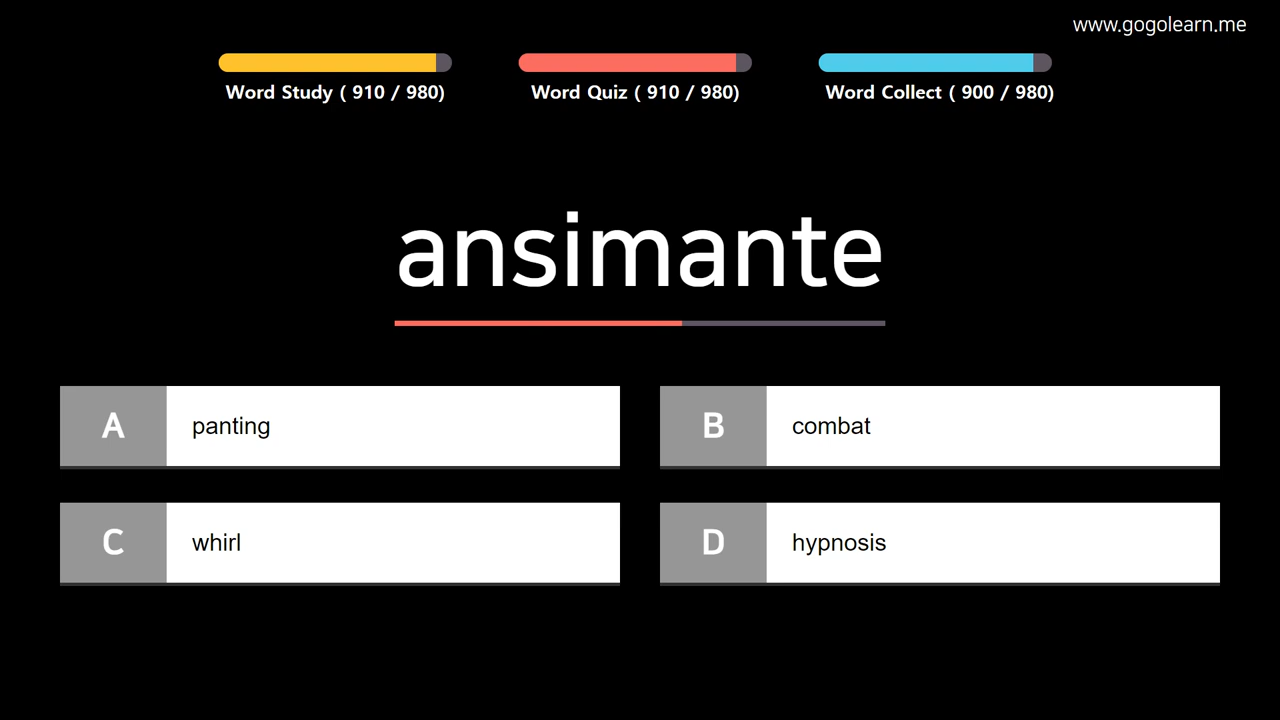 www.gogolearn.me
Word Study ( 910 / 980)
Word Quiz ( 910 / 980)
Word Collect ( 900 / 980)
ansimante
A panting
B combat
C whirl
D hypnosis